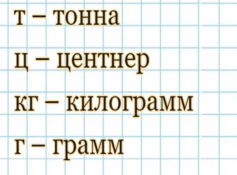 т – тонна
ц – центнер
кг – килограмм
г – грамм